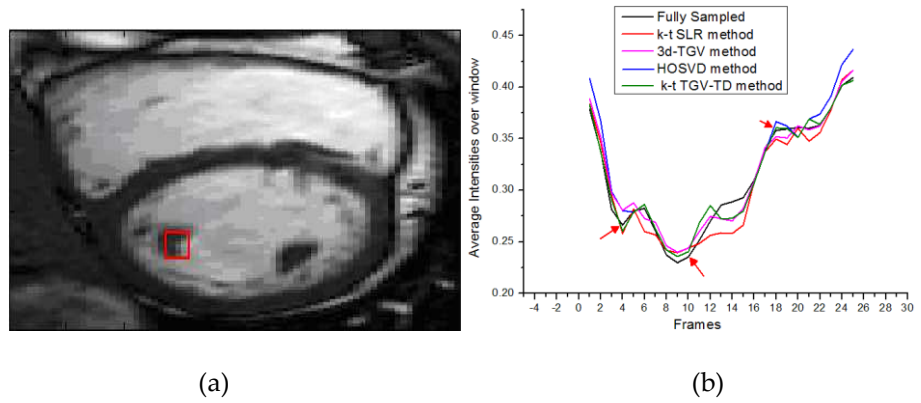 Fully Sampled
k-t SLR method
3d-TGV method
HOSVD method
k-t TGV-TD method
Average Intensities over window
0.40
0.35
0.30
0.25
0.20
-4 -2 0 2 4 6 8 10 12 14 16 18 20 22 24 26 28 30
Frames
(a)
(b)